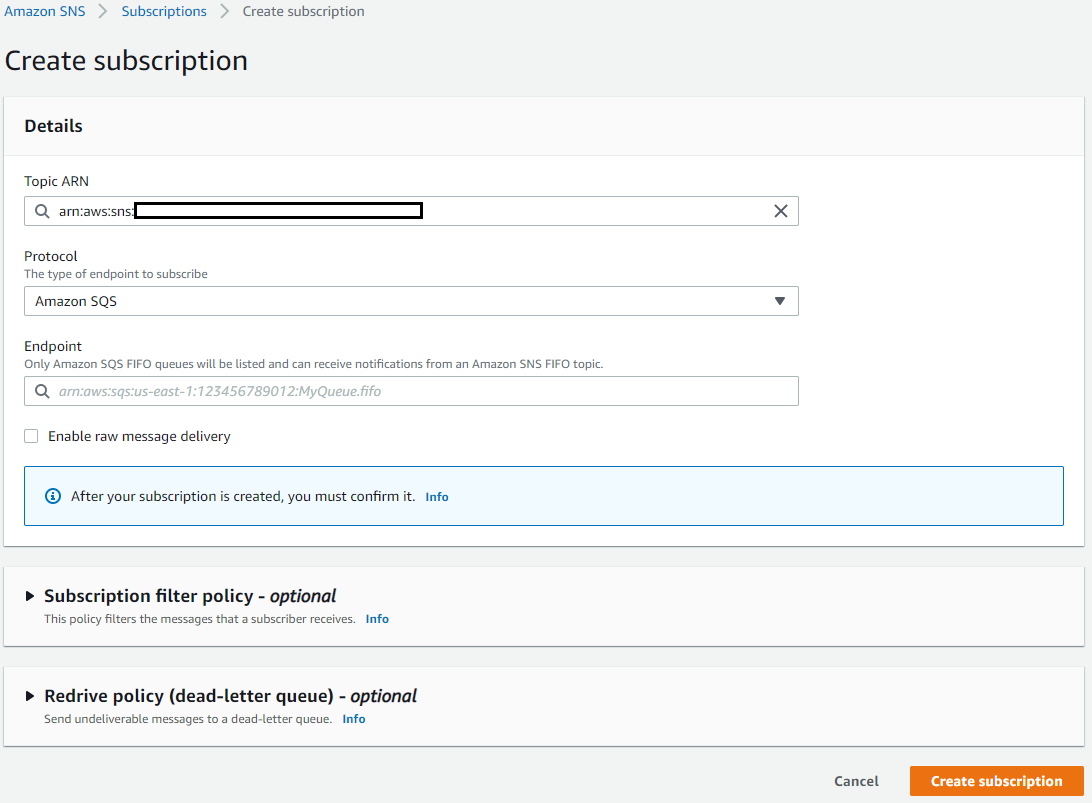 Amazon SNS > Subscriptions > Create subscription
Create subscription
Details
Topic ARN
arn:aws:sns:
Protocol
The type of endpoint to subscribe
Amazon SQS
Endpoint
Only Amazon SQS FIFO queues will be listed and can receive notifications from an Amazon SNS FIFO topic.
arn:aws:sqs:us-east-1:123456789012:MyQueue.fifo
Enable raw message delivery
After your subscription is created, you must confirm it. Info
Subscription filter policy - optional
This policy filters the messages that a subscriber receives. Info
Redrive policy (dead-letter queue) - optional
Send undeliverable messages to a dead-letter queue. Info
Cancel Create subscription